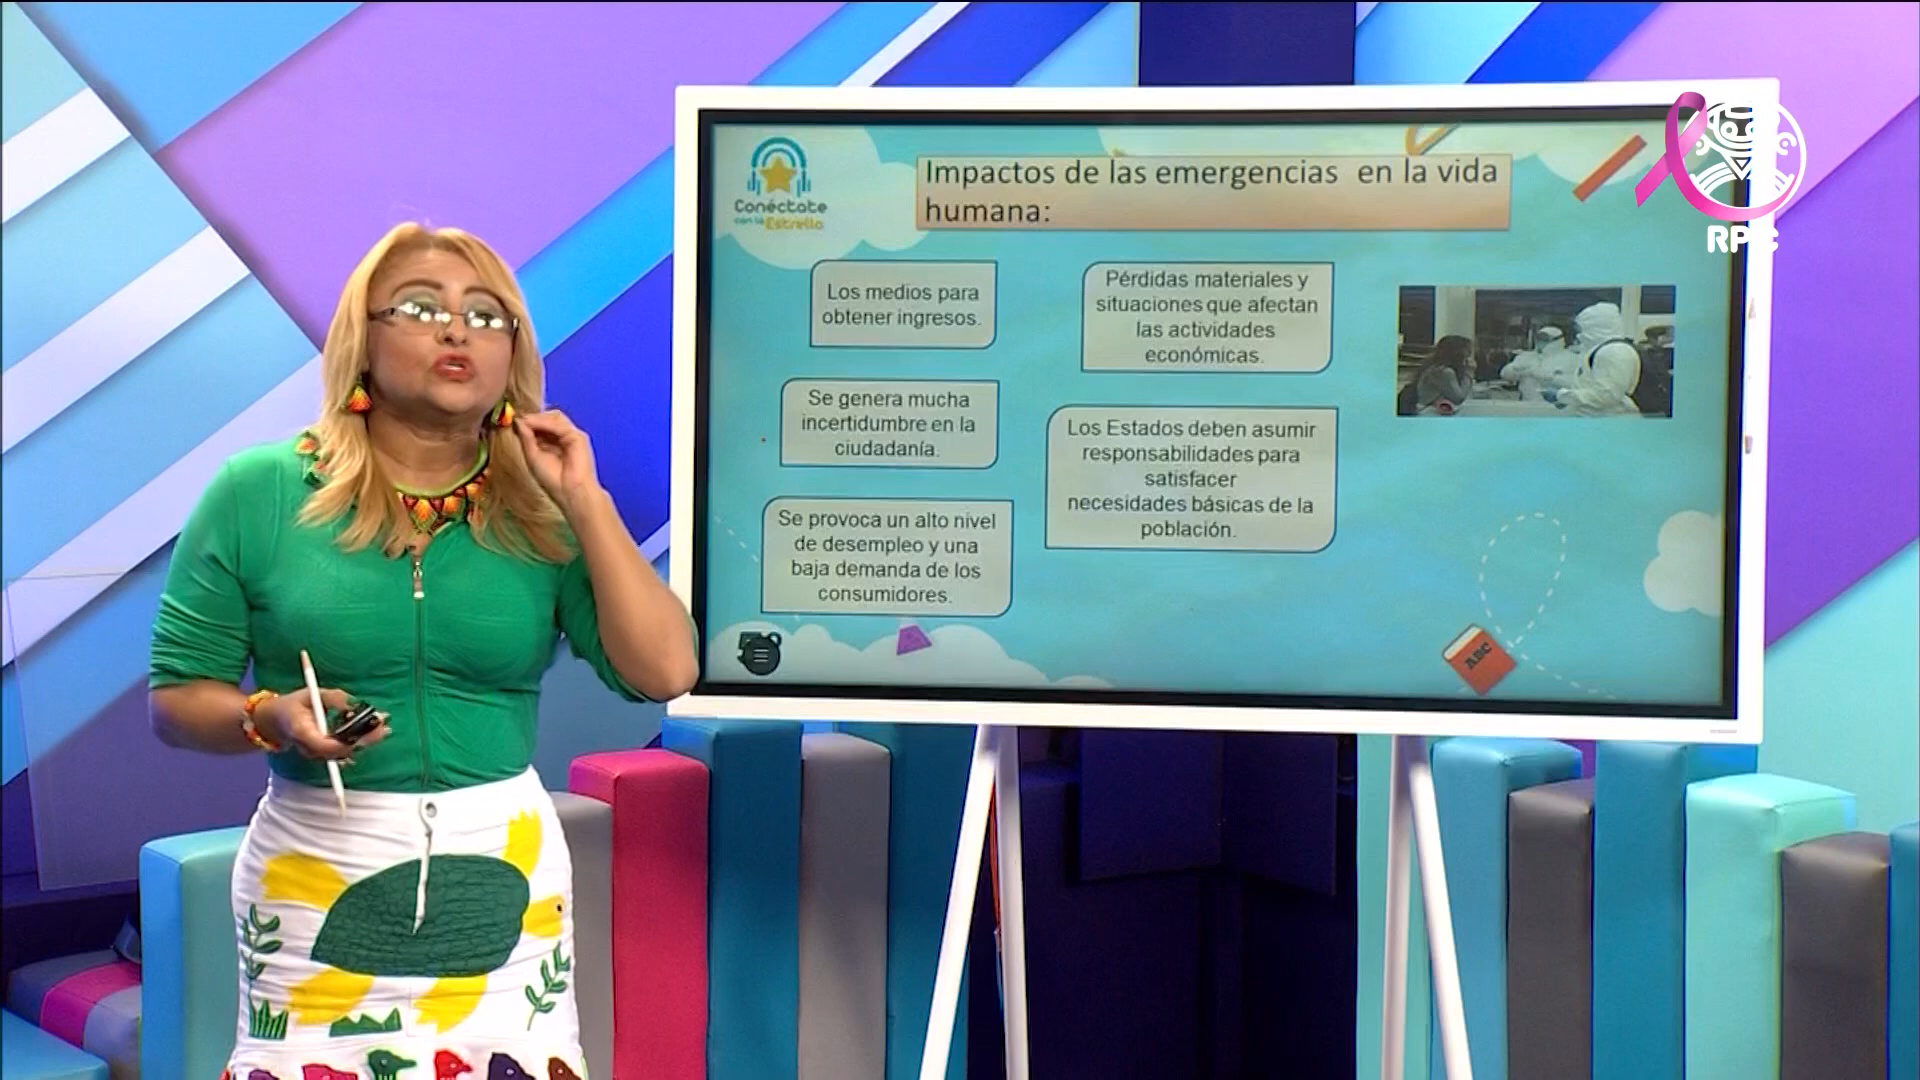 Conéctate
con la Estrella
Impactos de las emergencias en la vida
humana:
Los medios para
obtener ingresos.
Se genera mucha
incertidumbre en la
ciudadanía.
Se provoca un alto nivel
de desempleo y una
baja demanda de los
consumidores.
Pérdidas materiales y
situaciones que afectan
las actividades
económicas.
Los Estados deben asumir
responsabilidades para
satisfacer
necesidades básicas de la
población.
ABC
RPC